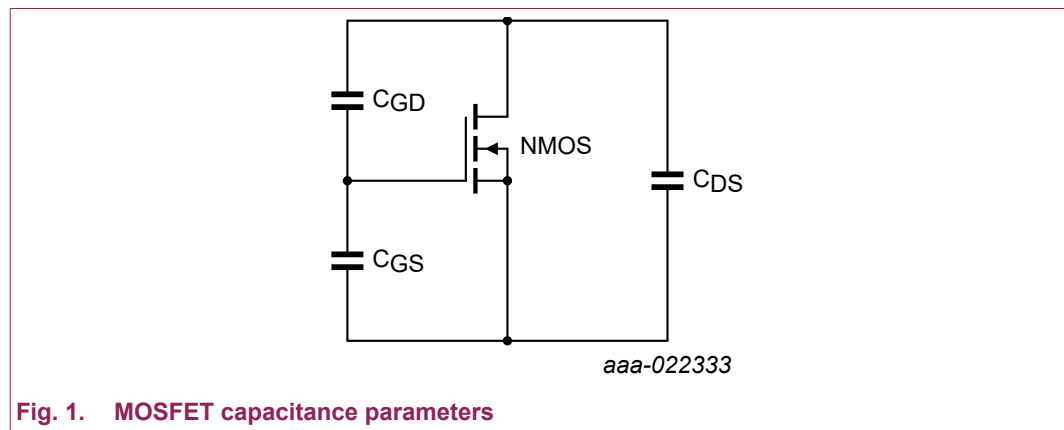 CGD
NMOS
CDS
CGS
aaa-022333
Fig. 1. MOSFET capacitance parameters